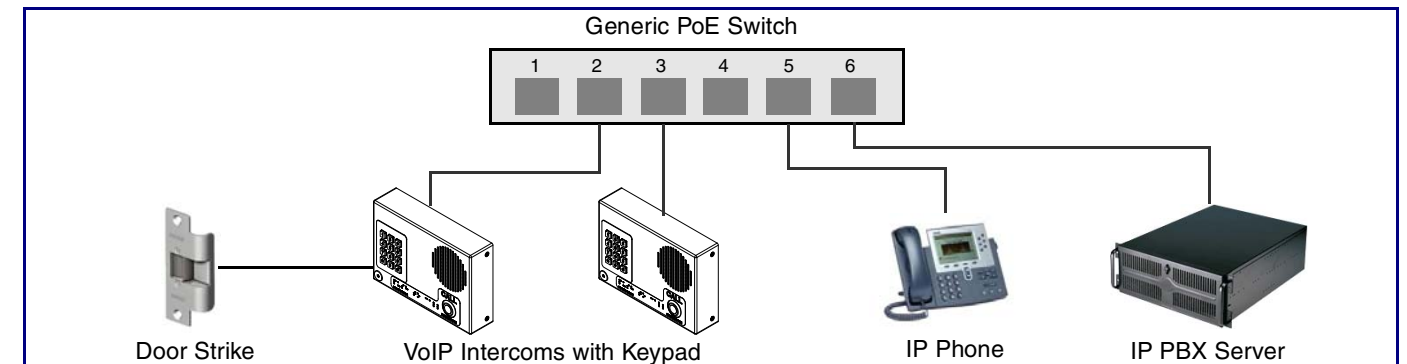 Generic PoE Switch
1 2 3 4 5 6
Door Strike
VoIP Intercoms with Keypad
IP Phone
IP PBX Server